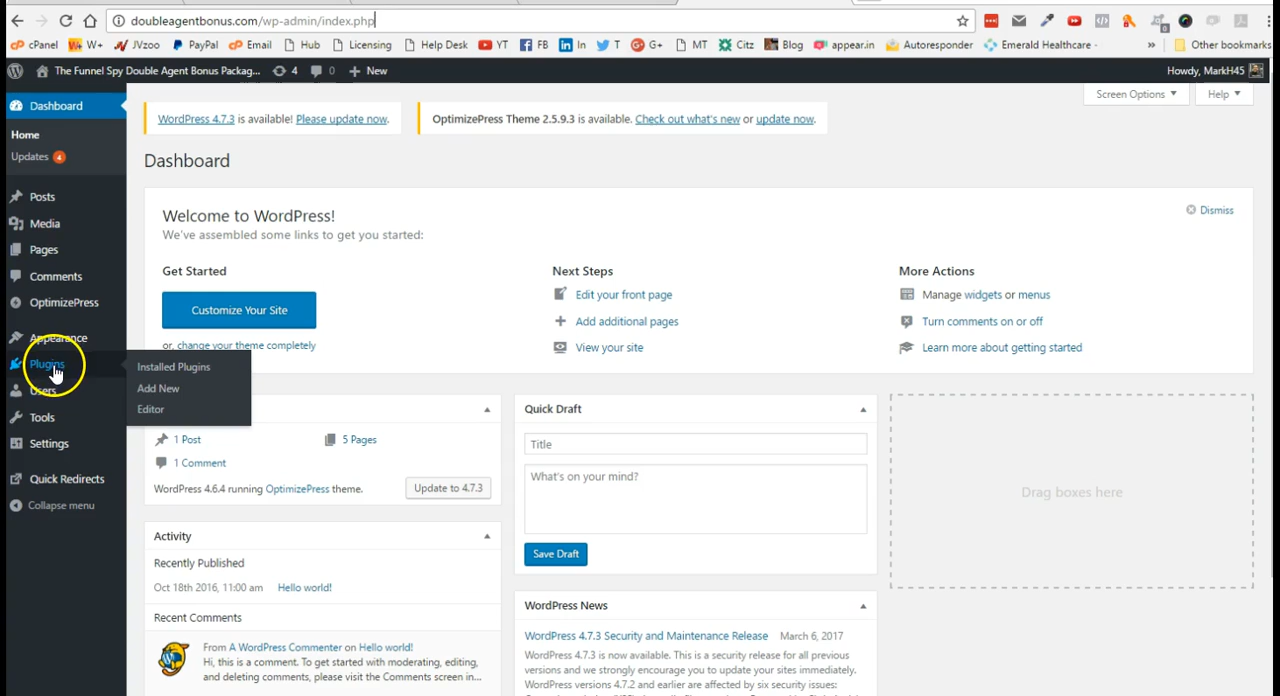 doubleagentbonus.com/wp-admin/index.php
cPanel W+ JVzoo PayPal Email Hub Licensing Help Desk YT FB in T G+ MT Citz Blog appear.in Autoresponder Emerald Healthcare - » Other bookmarks
The Funnel Spy Double Agent Bonus Packag... 4 0 + New Howdy, MarkH45
Screen Options Help
Dashboard
Home
Updates 4
Posts
Media
Pages
Comments
OptimizePress
Appearance
Plugins
Users
Tools
Settings
Quick Redirects
Collapse menu
Installed Plugins
Add New
Editor
WordPress 4.7.3 is available! Please update now.
OptimizePress Theme 2.5.9.3 is available. Check out what's new or update now.
Dashboard
Welcome to WordPress!
We've assembled some links to get you started:
Dismiss
Get Started
Customize Your Site
or, change your theme completely
Next Steps
Edit your front page
Add additional pages
View your site
More Actions
Manage widgets or menus
Turn comments on or off
Learn more about getting started
1 Post 5 Pages
1 Comment
WordPress 4.6.4 running OptimizePress theme. Update to 4.7.3
Activity
Recently Published
Oct 18th 2016, 11:00 am Hello world!
Recent Comments
From A WordPress Commenter on Hello world!
Hi, this is a comment. To get started with moderating, editing,
and deleting comments, please visit the Comments screen in...
Quick Draft
Title
What's on your mind?
Save Draft
WordPress News
WordPress 4.7.3 Security and Maintenance Release March 6, 2017
WordPress 4.7.3 is now available. This is a security release for all previous
versions and we strongly encourage you to update your sites immediately.
WordPress versions 4.7.2 and earlier are affected by six security issues:
Drag boxes here